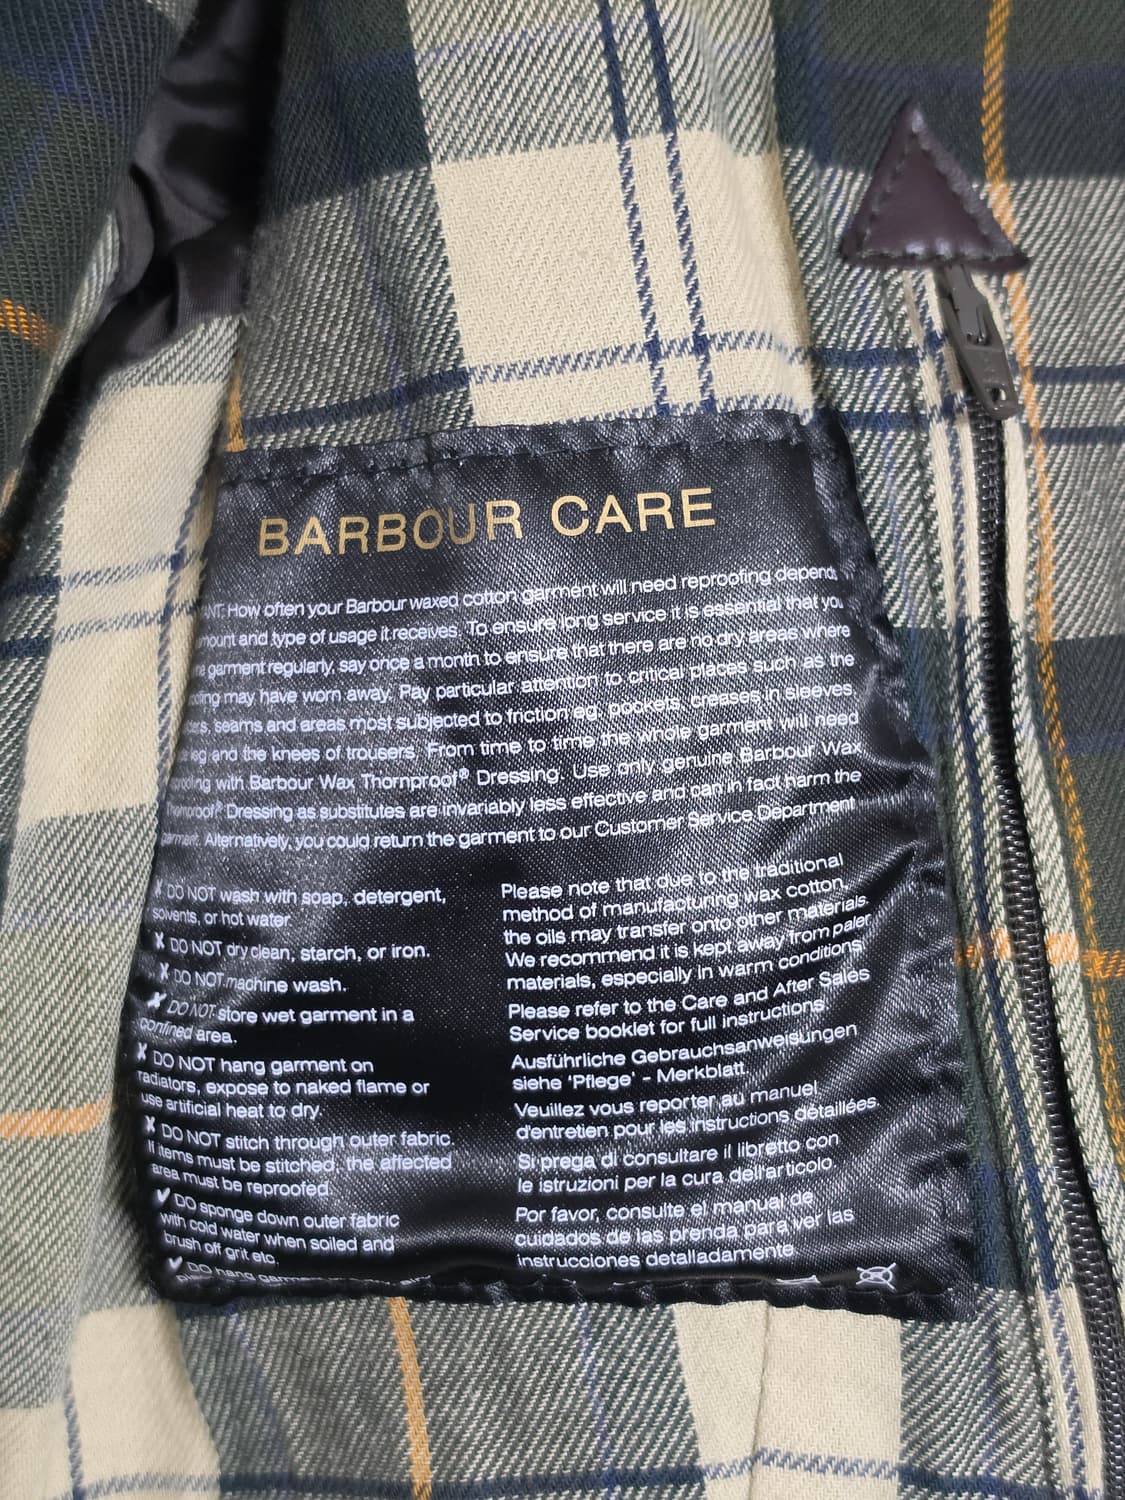 BARBOUR CARE
How often your Barbour waxed cotton garment will need reproofing depend
and type of usage it receives. To ensure long service it is essential that you
garment regularly, say once a month to ensure that there are no dry areas where
may have worn away. Pay particular attention to critical places such as the
seams and areas most subjected to friction eg. pockets, creases in sleeves,
and the knees of trousers. From time to time the whole garment will need
with Barbour Wax Thornproof® Dressing. Use only genuine Barbour Wax
Thornproof® Dressing as substitutes are invariably less effective and can in fact harm the
garment. Alternatively, you could return the garment to our Customer Service Department
✗ DO NOT wash with soap, detergent,
solvents, or hot water.
✗ DO NOT dry clean, starch, or iron.
✗ DO NOT machine wash.
✗ DO NOT store wet garment in a
confined area.
✗ DO NOT hang garment on
radiators, expose to naked flame or
use artificial heat to dry.
✗ DO NOT stitch through outer fabric.
If items must be stitched, the affected
area must be reproofed.
✓ DO sponge down outer fabric
with cold water when soiled and
brush off grit etc.
✓ DO hang
Please note that due to the traditional
method of manufacturing wax cotton,
the oils may transfer onto other materials.
We recommend it is kept away from paler
materials, especially in warm conditions.
Please refer to the Care and After Sales
Service booklet for full instructions.
Ausführliche Gebrauchsanweisungen
siehe 'Pflege' - Merkblatt.
Veuillez vous reporter au manuel
d'entretien pour les instructions détaillées.
Si prega di consultare il libretto con
le istruzioni per la cura dell'articolo.
Por favor, consulte el manual de
cuidados de las prenda para ver las
instrucciones detalladamente